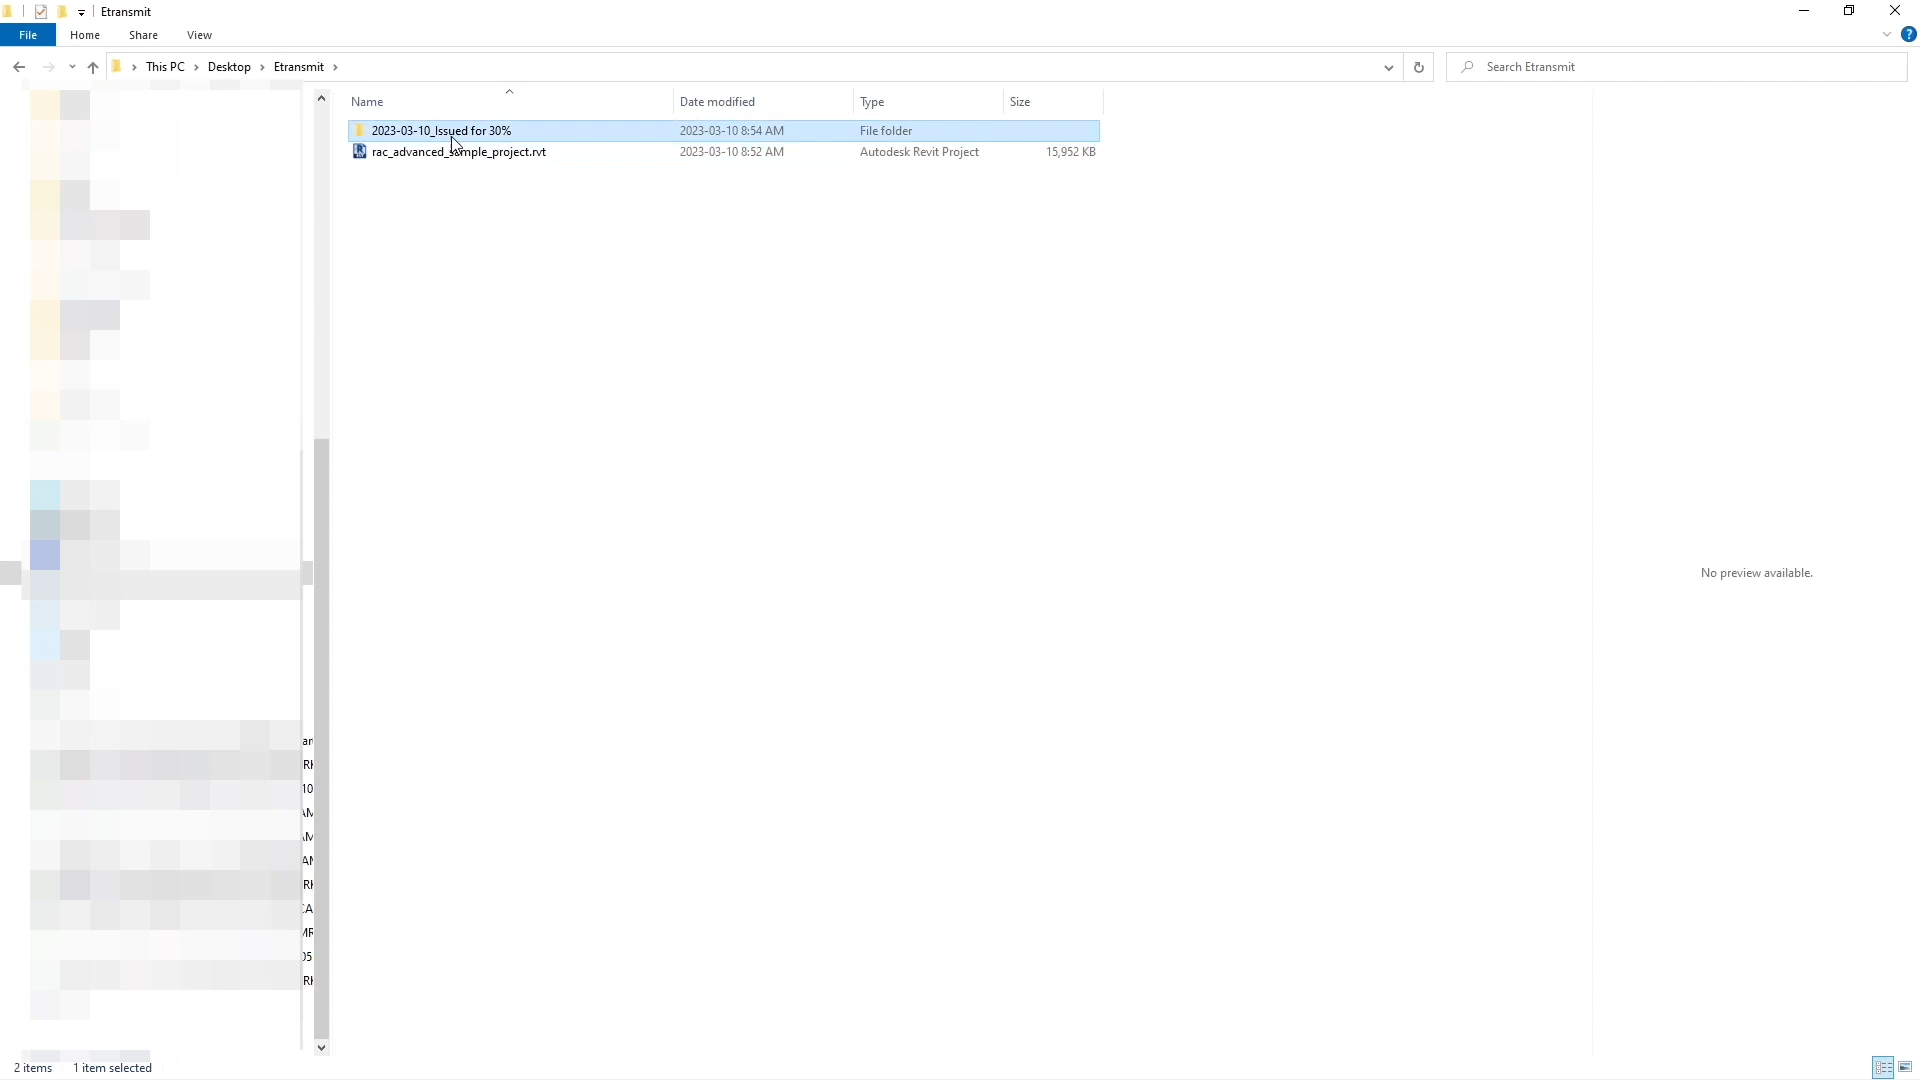 Etransmit
File Home Share View
This PC Desktop Etransmit
Search Etransmit
Name Date modified Type Size
2023-03-10_Issued for 30% 2023-03-10 8:54 AM File folder
rac_advanced_sample_project.rvt 2023-03-10 8:52 AM Autodesk Revit Project 15,952 KB
No preview available.
2 items 1 item selected